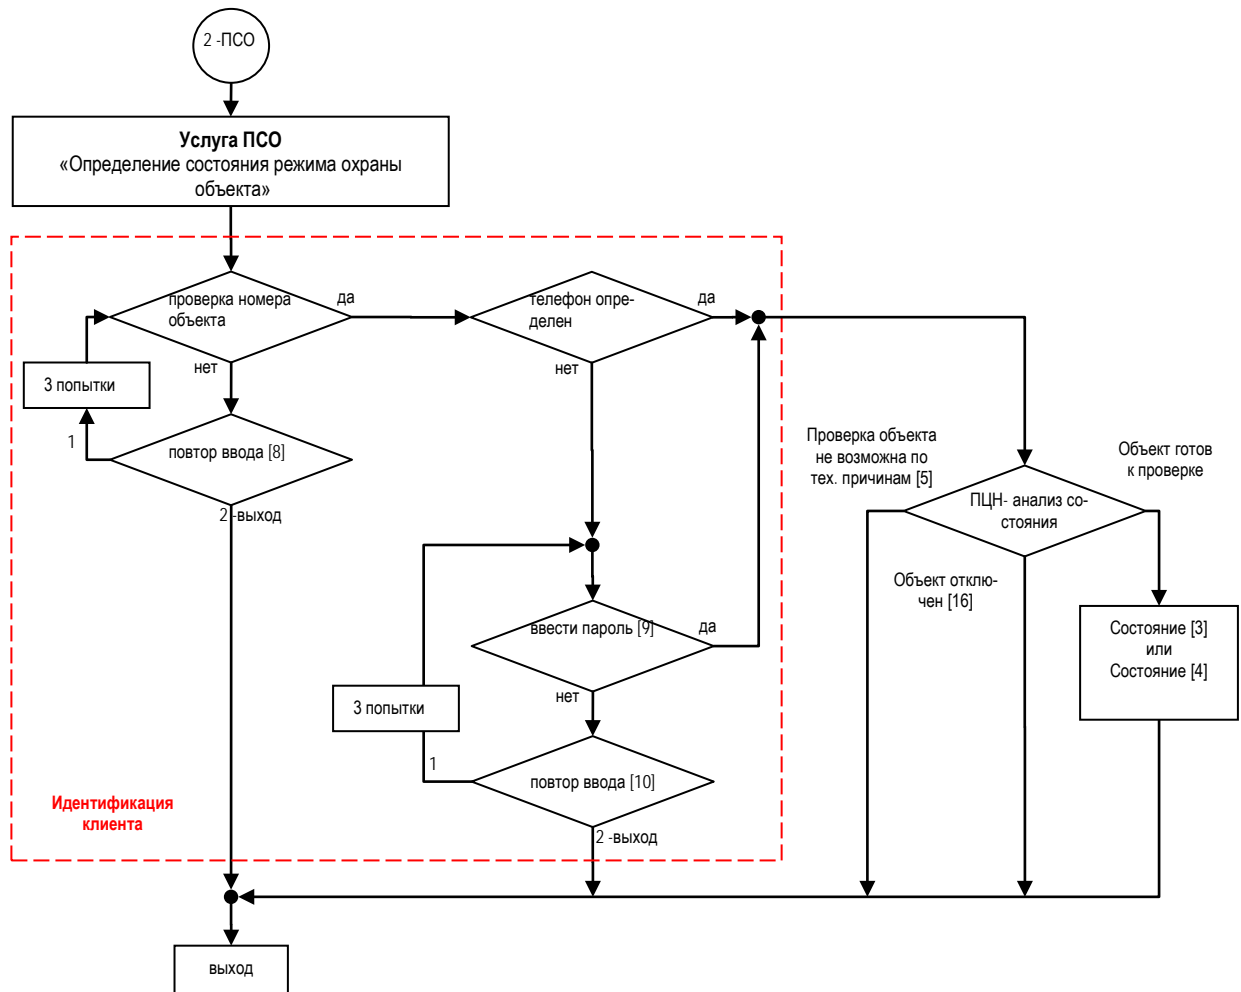 2 -ПСО
Услуга ПСО
«Определение состояния режима охраны
объекта»
проверка номера
объекта
да
телефон опре-
делен
да
нет
нет
3 попытки
1
повтор ввода [8]
2 -выход
Проверка объекта
не возможна по
тех. причинам [5]
Объект готов
к проверке
ПЦН- анализ со-
стояния
Объект отклю-
чен [16]
ввести пароль [9]
да
нет
Состояние [3]
или
Состояние [4]
3 попытки
1
повтор ввода [10]
2 -выход
Идентификация
клиента
выход